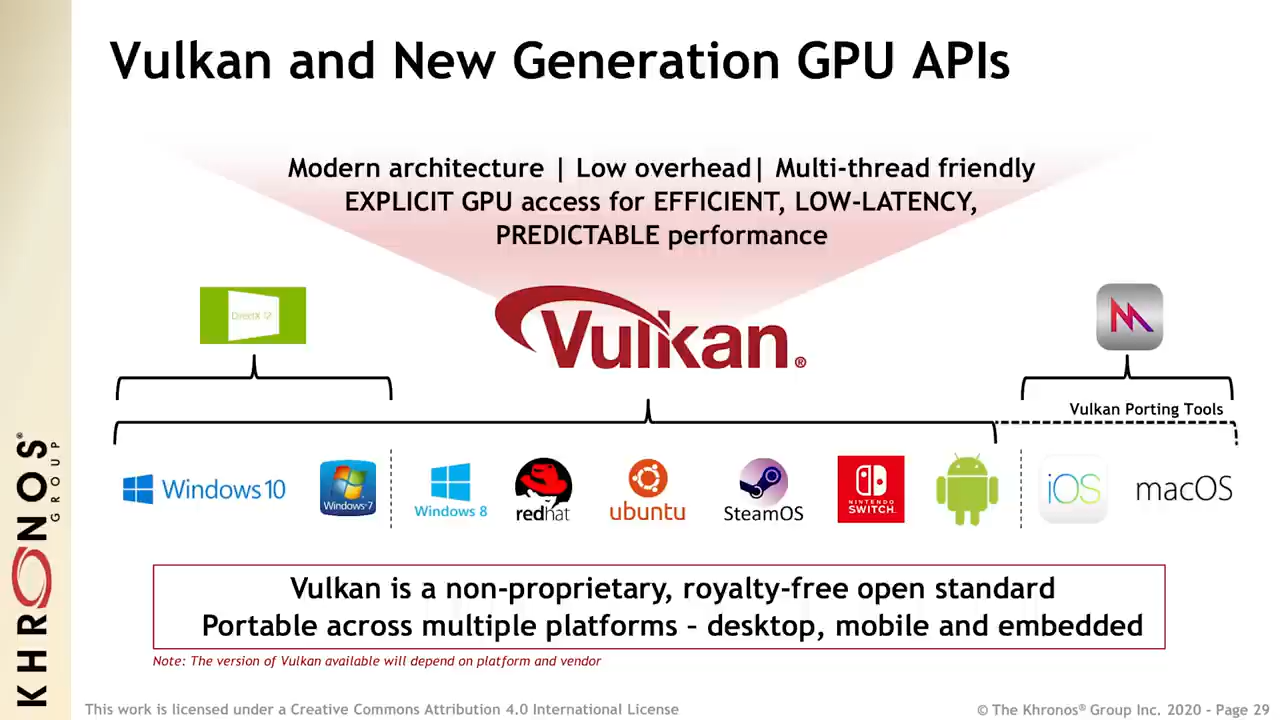 Vulkan and New Generation GPU APIs
Modern architecture | Low overhead| Multi-thread friendly
EXPLICIT GPU access for EFFICIENT, LOW-LATENCY,
PREDICTABLE performance
DirectX 12
Vulkan®
Vulkan Porting Tools
Windows 10
Windows 7
Windows 8
redhat
ubuntu
SteamOS
NINTENDO
SWITCH
iOS
macOS
Vulkan is a non-proprietary, royalty-free open standard
Portable across multiple platforms – desktop, mobile and embedded
Note: The version of Vulkan available will depend on platform and vendor
KHRONOS®
GROUP
This work is licensed under a Creative Commons Attribution 4.0 International License
© The Khronos® Group Inc. 2020 - Page 29